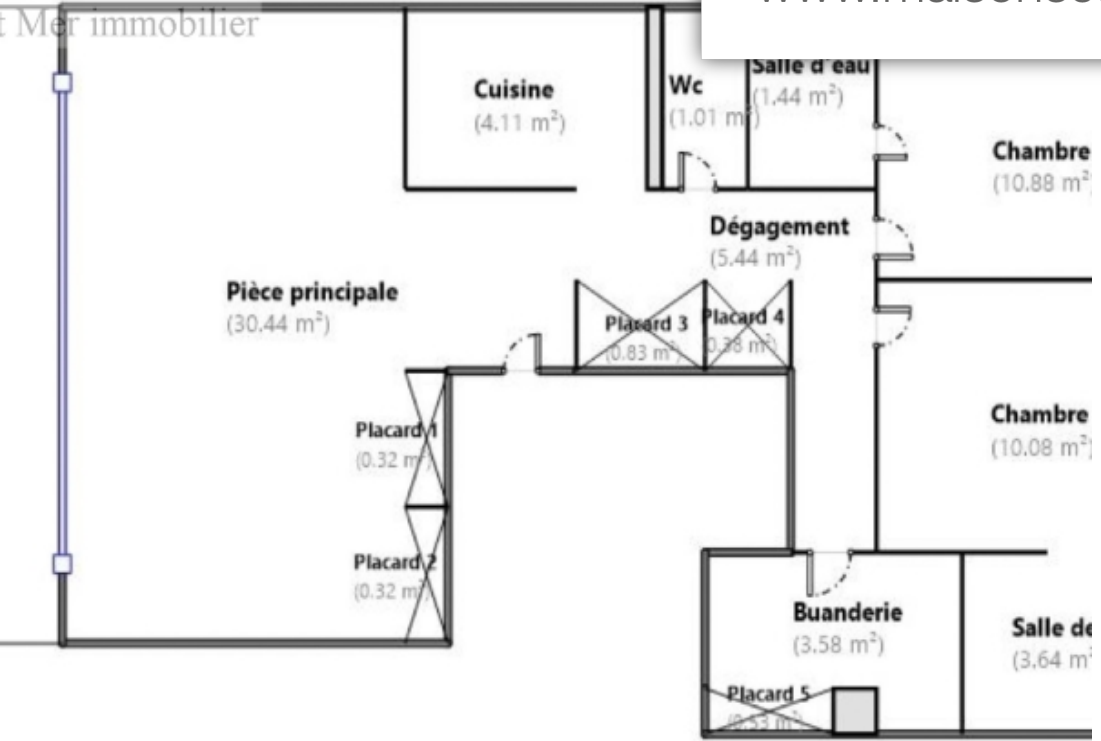 t Mer immobilier
Cuisine
(4.11 m²)
Wc
(1.01 m²)
Salle d'eau
(1.44 m²)
Chambre
(10.88 m²
Dégagement
(5.44 m²)
Pièce principale
(30.44 m²)
Placard 3
(0.83 m²)
Placard 4
0.38 m²)
Placard 1
(0.32 m²
Chambre
(10.08 m²)
Placard 2
(0.32 m²
Buanderie
(3.58 m²)
Salle de
(3.64 m²
Placard 5
(0.53 m²)